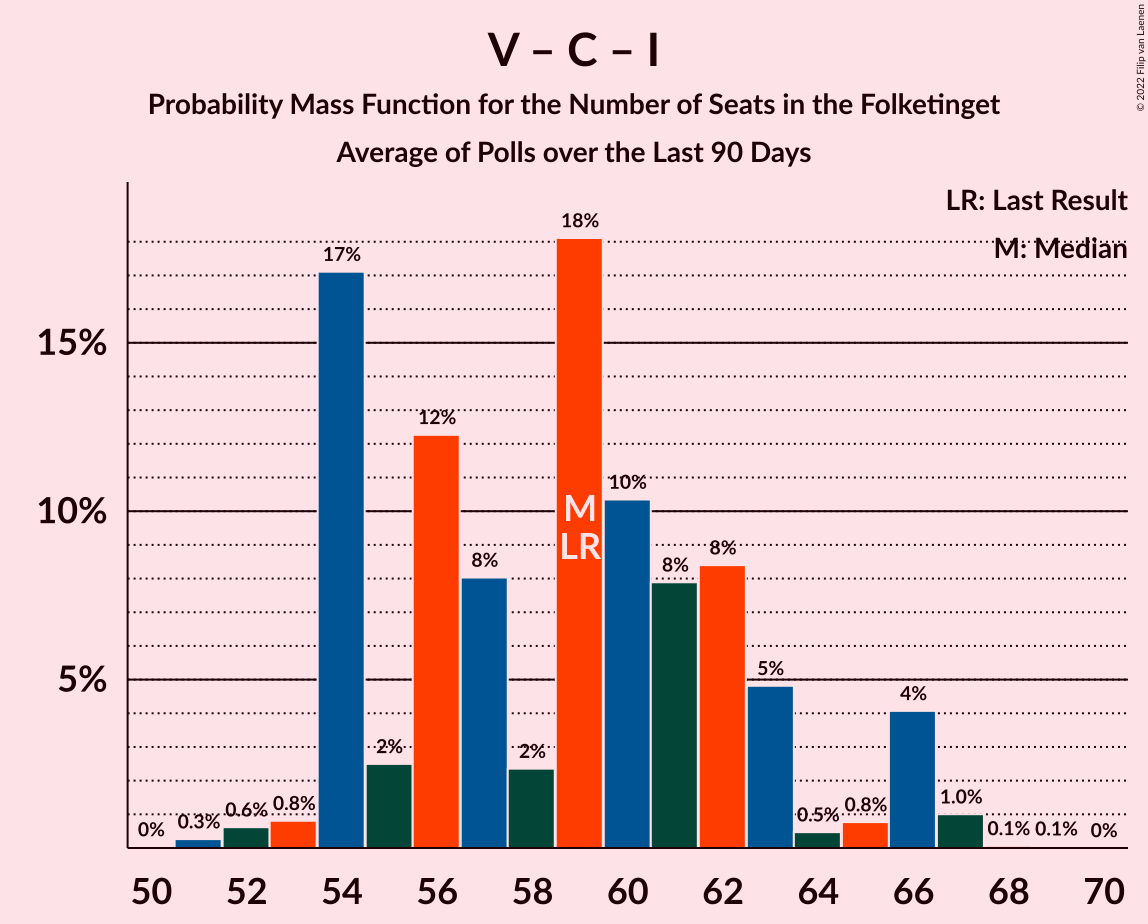 V – C – I
Probability Mass Function for the Number of Seats in the Folketinget
Average of Polls over the Last 90 Days
© 2022 Filip van Laenen
LR: Last Result
M: Median
18%
17%
15%
12%
10%
M
10%
LR
8%
8%
8%
5%
5%
4%
2%
2%
0%
0.3%
0.6%
0.8%
0.5%
0.8%
1.0%
0.1%
0.1%
0%
50 52 54 56 58 60 62 64 66 68 70